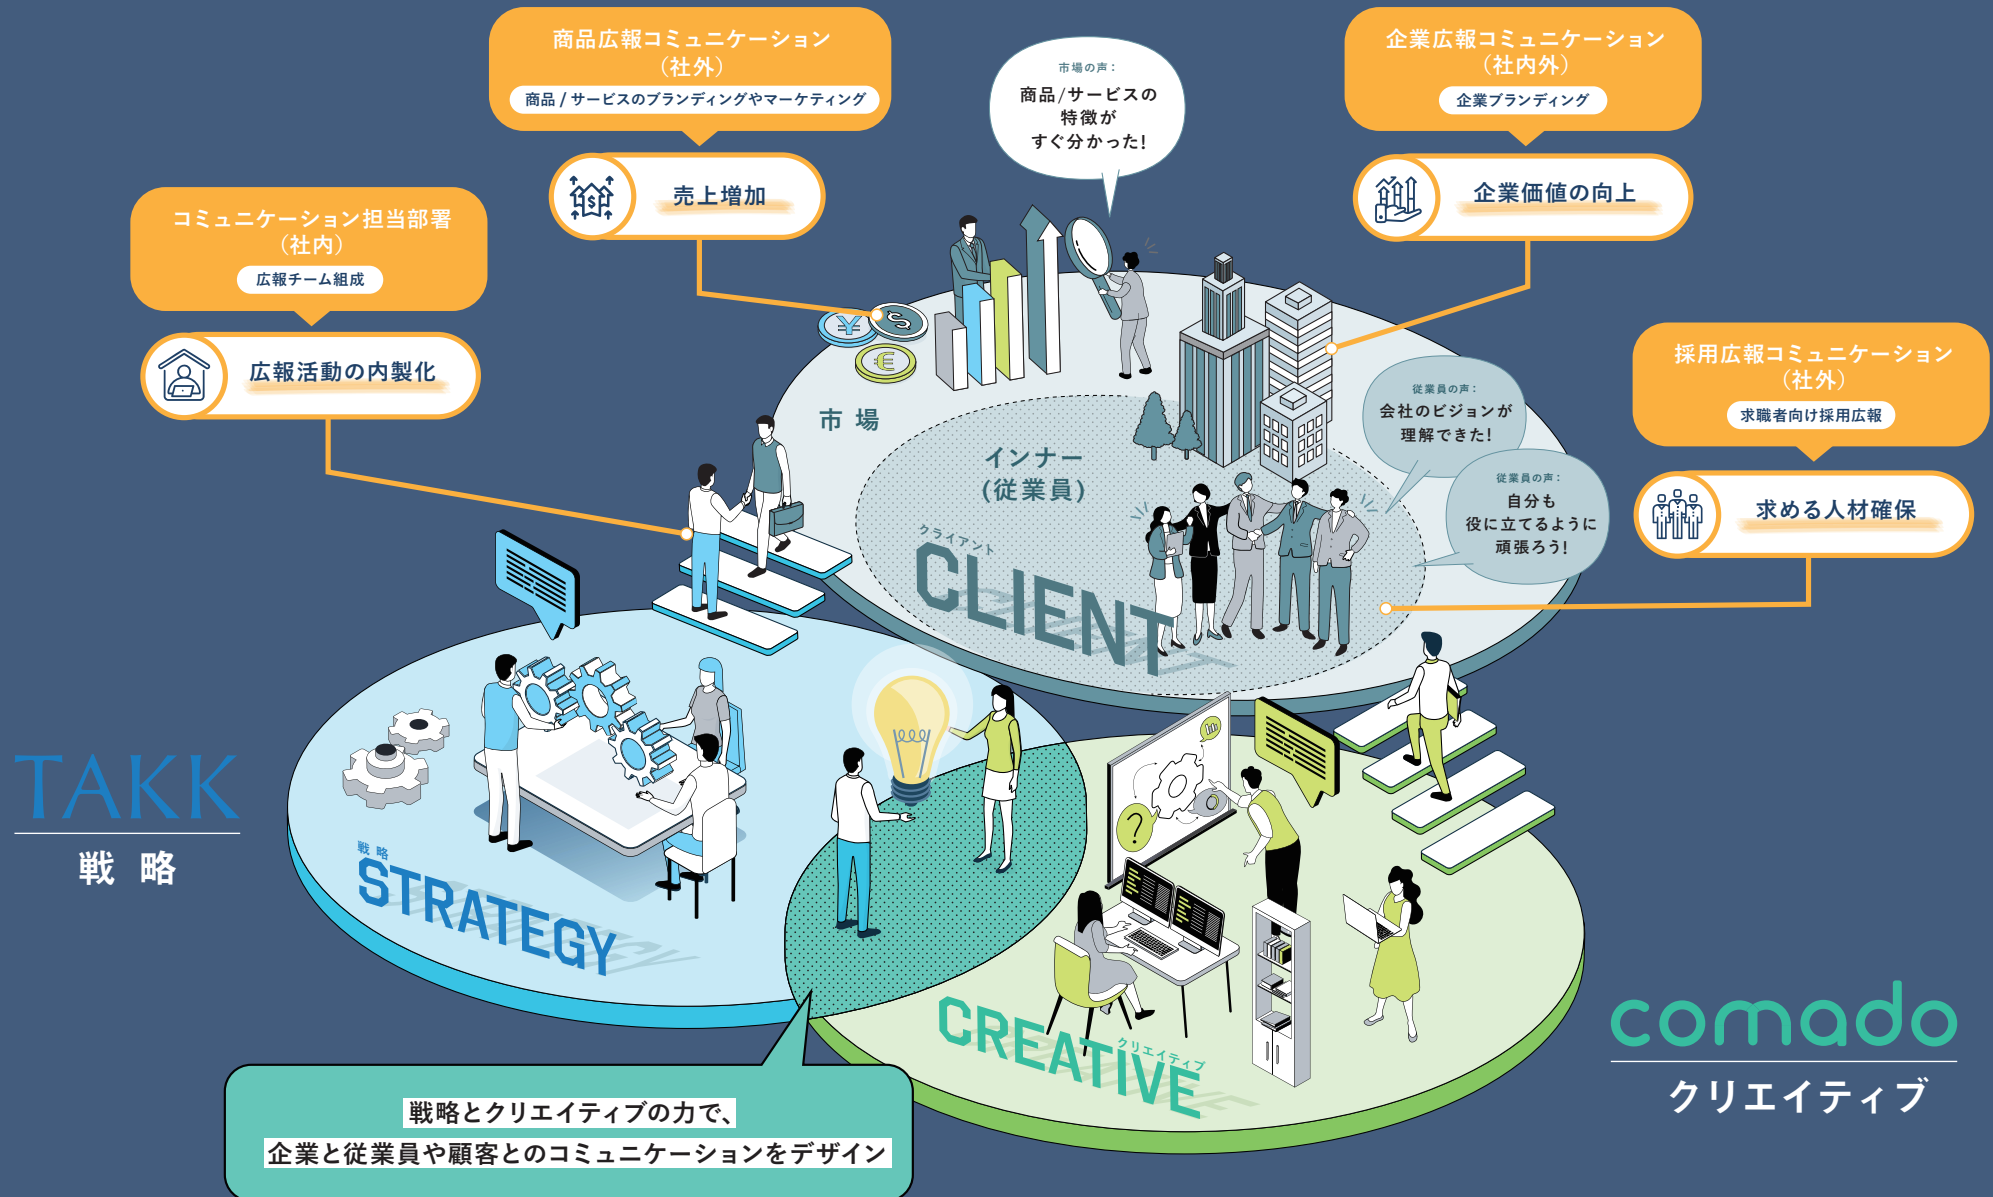 商品広報コミュニケーション
（社外）
商品 / サービスのブランディングやマーケティング
売上増加
市場の声：
商品/サービスの
特徴が
すぐ分かった!
企業広報コミュニケーション
（社内外）
企業ブランディング
企業価値の向上
コミュニケーション担当部署
（社内）
広報チーム組成
広報活動の内製化
採用広報コミュニケーション
（社外）
求職者向け採用広報
求める人材確保
市場
インナー
(従業員)
従業員の声：
会社のビジョンが
理解できた!
従業員の声：
自分も
役に立てるように
頑張ろう!
クライアント
CLIENT
TAKK
戦略
戦略
STRATEGY
?
CREATIVE
クリエイティブ
comado
クリエイティブ
戦略とクリエイティブの力で、
企業と従業員や顧客とのコミュニケーションをデザイン